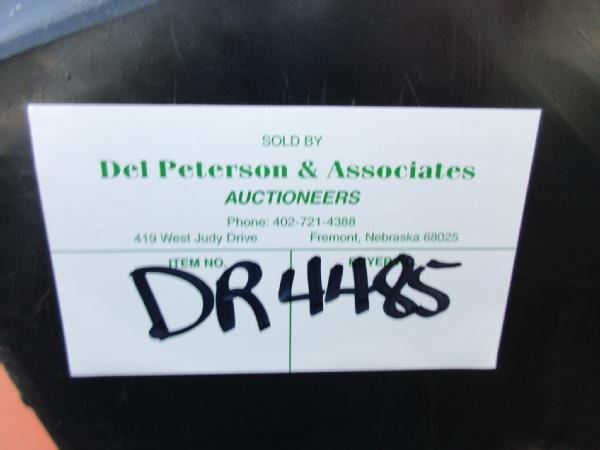 SOLD BY
Del Peterson & Associates
AUCTIONEERS
Phone: 402-721-4388
419 West Judy Drive Fremont, Nebraska 68025
ITEM NO.
DR4485